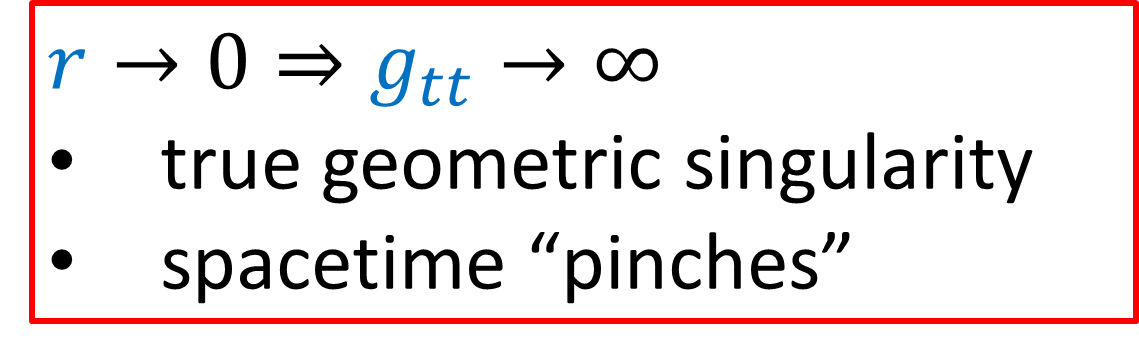 r → 0 ⇒ g_tt → ∞
• true geometric singularity
• spacetime “pinches”